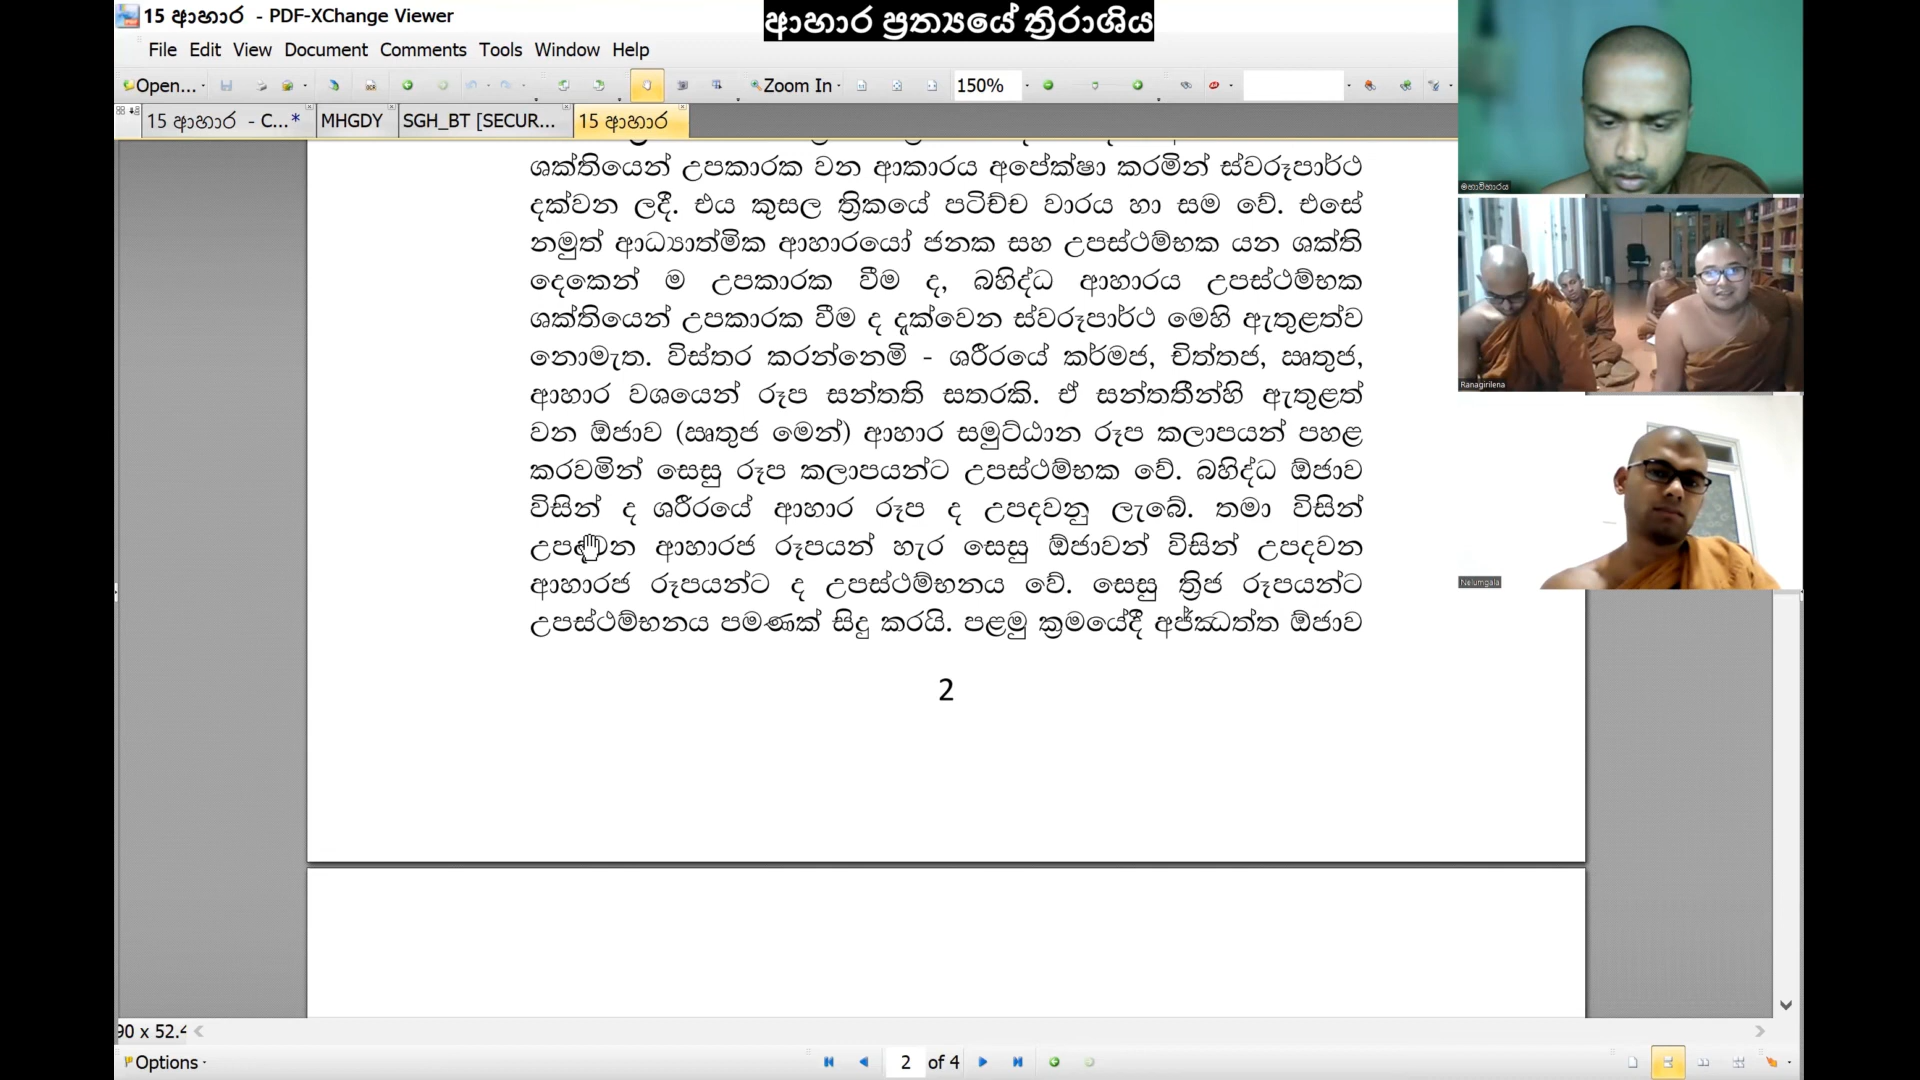 15 ආහාර - PDF-XChange Viewer
ආහාර ප්‍රත්‍යයේ ත්‍රිරාශිය
File Edit View Document Comments Tools Window Help
Open... Zoom In 150%
15 ආහාර - C...* MHGDY SGH_BT [SECUR... 15 ආහාර
ශක්තියෙන් උපකාරක වන ආකාරය අපේක්ෂා කරමින් ස්වරූපාර්ථ
දක්වන ලදී. එය කුසල ත්‍රිකයේ පටිච්ච වාරය හා සම වේ. එසේ
නමුත් ආධ්‍යාත්මික ආහාරයෝ ජනක සහ උපස්ථම්භක යන ශක්ති
දෙකෙන් ම උපකාරක වීම ද, බහිද්ධ ආහාරය උපස්ථම්භක
ශක්තියෙන් උපකාරක වීම ද දැක්වෙන ස්වරූපාර්ථ මෙහි ඇතුළත්ව
නොමැත. විස්තර කරන්නෙමි - ශරීරයේ කර්මජ, චිත්තජ, ඍතුජ,
ආහාර වශයෙන් රූප සන්තති සතරකි. ඒ සන්තතීන්හි ඇතුළත්
වන ඕජාව (ඍතුජ මෙන්) ආහාර සමුට්ඨාන රූප කලාපයන් පහළ
කරවමින් සෙසු රූප කලාපයන්ට උපස්ථම්භක වේ. බහිද්ධ ඕජාව
විසින් ද ශරීරයේ ආහාර රූප ද උපදවනු ලැබේ. තමා විසින්
උපදවන ආහාරජ රූපයන් හැර සෙසු ඕජාවන් විසින් උපදවන
ආහාරජ රූපයන්ට ද උපස්ථම්භනය වේ. සෙසු ත්‍රිජ රූපයන්ට
උපස්ථම්භනය පමණක් සිදු කරයි. පළමු ක්‍රමයේදී අජ්ඣත්ත ඕජාව
2
මහාවිහාරය
Ranagirilena
Nelumgala
90 x 52.4
Options
2 of 4